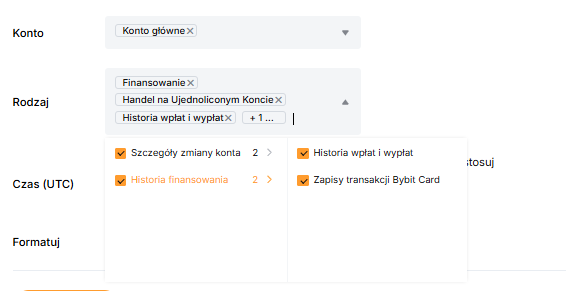 Konto
Konto główne
Rodzaj
Finansowanie
Handel na Ujednoliconym Koncie
Historia wpłat i wypłat
+ 1 ...
Szczegóły zmiany konta 2
Historia finansowania 2
Historia wpłat i wypłat
Zapisy transakcji Bybit Card
Czas (UTC)
stosuj
Formatuj